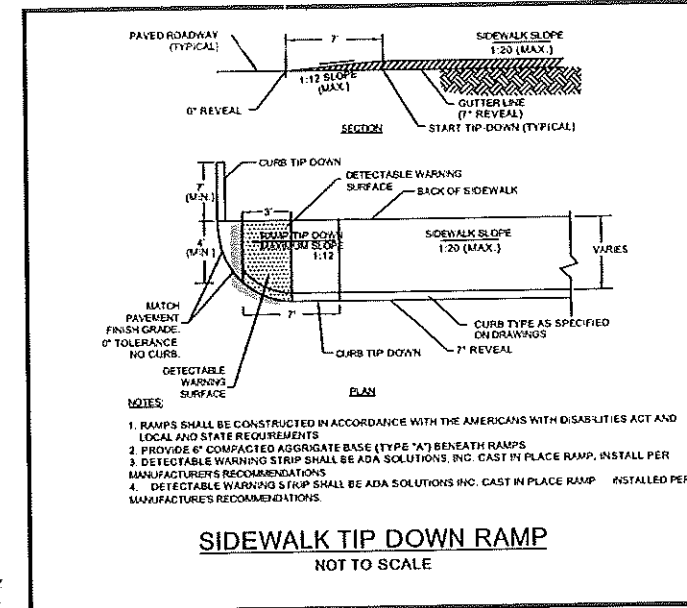 PAVED ROADWAY
(TYPICAL)
7'
SIDEWALK SLOPE
1:20 (MAX.)
1:12 SLOPE
(MAX.)
0" REVEAL
GUTTER LINE
(7" REVEAL)
START TIP-DOWN (TYPICAL)
SECTION
CURB TIP DOWN
DETECTABLE WARNING
SURFACE
BACK OF SIDEWALK
7'
(MIN.)
3'
4'
(MIN.)
RAMP TIP DOWN
MAXIMUM SLOPE
1:12
SIDEWALK SLOPE
1:20 (MAX.)
VARIES
MATCH
PAVEMENT
FINISH GRADE.
0" TOLERANCE
NO CURB.
7'
CURB TYPE AS SPECIFIED
ON DRAWINGS
CURB TIP DOWN
7" REVEAL
DETECTABLE
WARNING
SURFACE
PLAN
NOTES:
1. RAMPS SHALL BE CONSTRUCTED IN ACCORDANCE WITH THE AMERICANS WITH DISABILITIES ACT AND
LOCAL AND STATE REQUIREMENTS
2. PROVIDE 6" COMPACTED AGGRIGATE BASE (TYPE "A") BENEATH RAMPS
3. DETECTABLE WARNING STRIP SHALL BE ADA SOLUTIONS, INC. CAST IN PLACE RAMP, INSTALL PER
MANUFACTURER'S RECOMMENDATIONS
4. DETECTABLE WARNING STRIP SHALL BE ADA SOLUTIONS INC. CAST IN PLACE RAMP INSTALLED PER
MANUFACTURE'S RECOMMENDATIONS.
SIDEWALK TIP DOWN RAMP
NOT TO SCALE